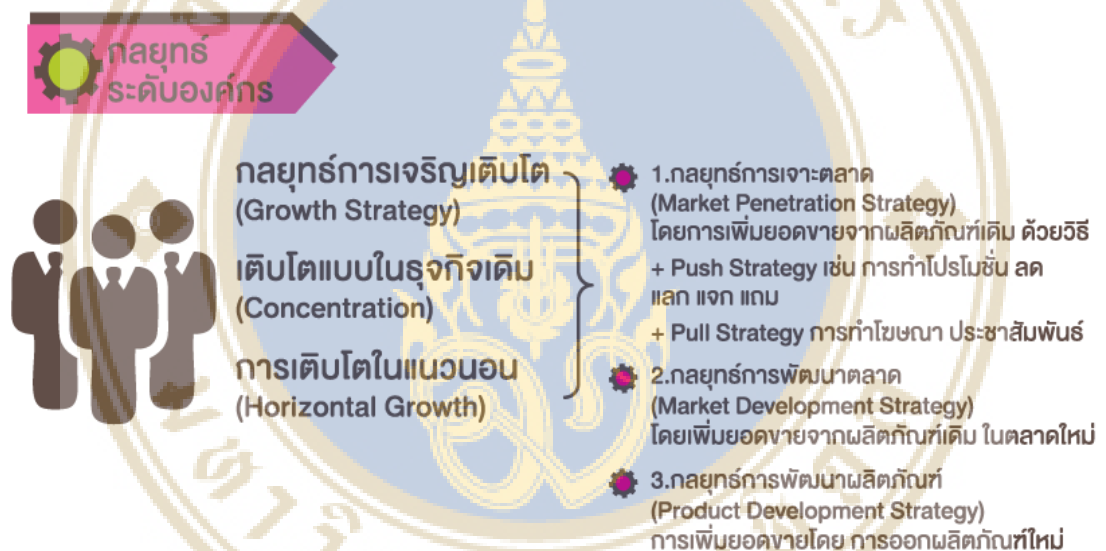 กลยุทธ์
ระดับองค์กร
กลยุทธ์การเจริญเติบโต
(Growth Strategy)
เติบโตแบบในธุจกิจเดิม
(Concentration)
การเติบโตในแนวนอน
(Horizontal Growth)
1.กลยุทธ์การเจาะตลาด
(Market Penetration Strategy)
โดยการเพิ่มยอดขายจากผลิตภัณฑ์เดิม ด้วยวิธี
+ Push Strategy เช่น การทำโปรโมชั่น ลด
แลก แจก แถม
+ Pull Strategy การทำโฆษณา ประชาสัมพันธ์
2.กลยุทธ์การพัฒนาตลาด
(Market Development Strategy)
โดยเพิ่มยอดขายจากผลิตภัณฑ์เดิม ในตลาดใหม่
3.กลยุทธ์การพัฒนาผลิตภัณฑ์
(Product Development Strategy)
การเพิ่มยอดขายโดย การออกผลิตภัณฑ์ใหม่